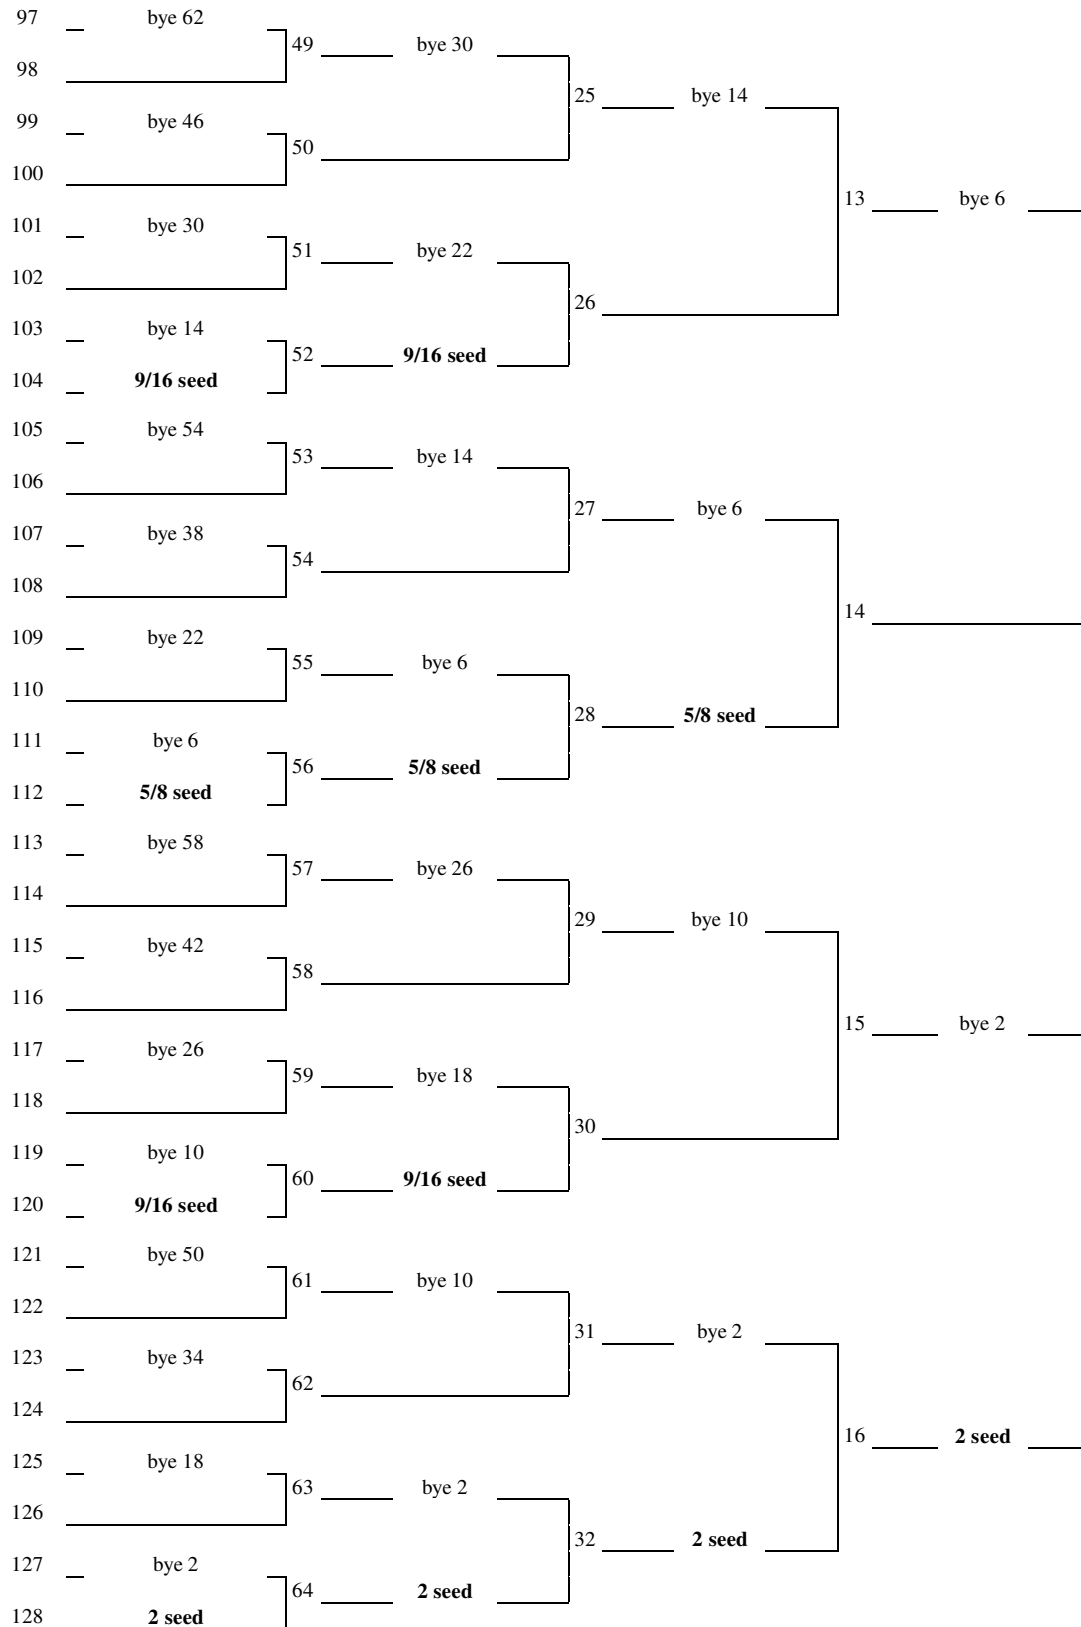 97 bye 62
49 bye 30
98
25 bye 14
99 bye 46
50
100
13 bye 6
101 bye 30
51 bye 22
102
26
103 bye 14
52 9/16 seed
104 9/16 seed
105 bye 54
53 bye 14
106
27 bye 6
107 bye 38
54
108
14
109 bye 22
55 bye 6
110
28 5/8 seed
111 bye 6
56 5/8 seed
112 5/8 seed
113 bye 58
57 bye 26
114
29 bye 10
115 bye 42
58
116
15 bye 2
117 bye 26
59 bye 18
118
30
119 bye 10
60 9/16 seed
120 9/16 seed
121 bye 50
61 bye 10
122
31 bye 2
123 bye 34
62
124
16 2 seed
125 bye 18
63 bye 2
126
32 2 seed
127 bye 2
64 2 seed
128 2 seed